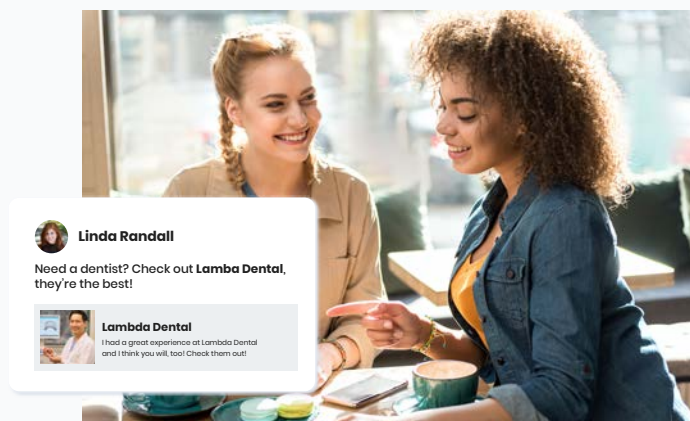 Linda Randall
Need a dentist? Check out Lamba Dental,
they're the best!
Lambda Dental
I had a great experience at Lambda Dental
and I think you will, too! Check them out!